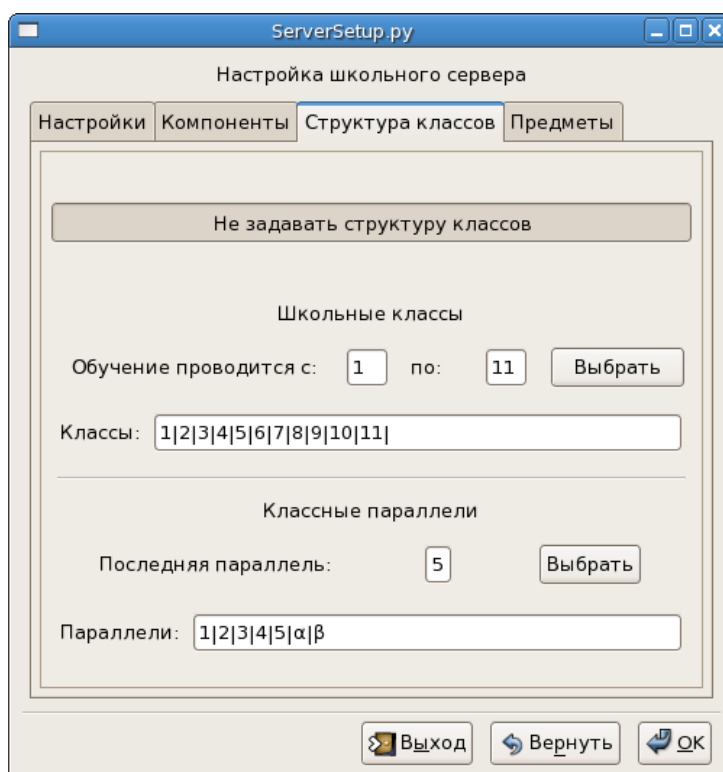 ServerSetup.py
Настройка школьного сервера
Настройки Компоненты Структура классов Предметы
Не задавать структуру классов
Школьные классы
Обучение проводится с: 1 по: 11 Выбрать
Классы: 1|2|3|4|5|6|7|8|9|10|11|
Классные параллели
Последняя параллель: 5 Выбрать
Параллели: 1|2|3|4|5|α|β
Выход Вернуть OK